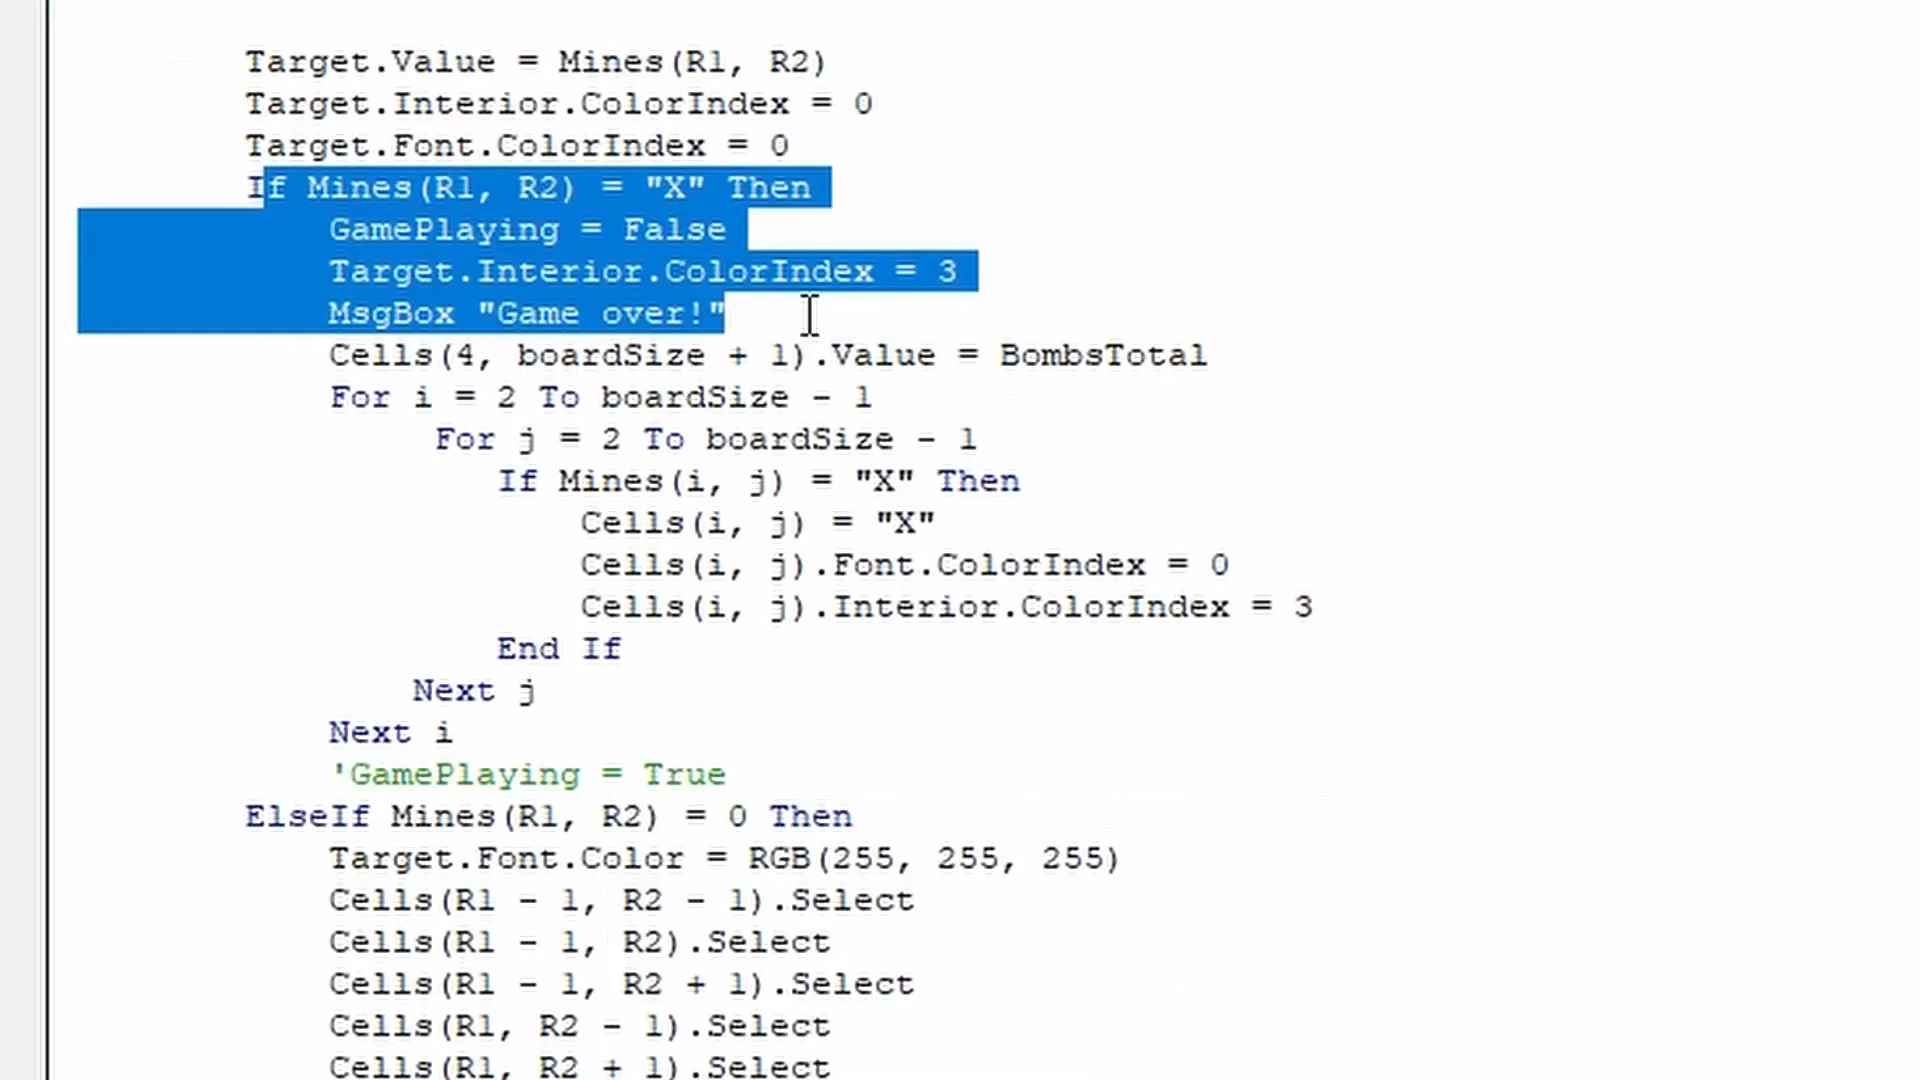 Target.Value = Mines(R1, R2)
Target.Interior.ColorIndex = 0
Target.Font.ColorIndex = 0
If Mines(R1, R2) = "X" Then
GamePlaying = False
Target.Interior.ColorIndex = 3
MsgBox "Game over!"
Cells(4, boardSize + 1).Value = BombsTotal
For i = 2 To boardSize - 1
For j = 2 To boardSize - 1
If Mines(i, j) = "X" Then
Cells(i, j) = "X"
Cells(i, j).Font.ColorIndex = 0
Cells(i, j).Interior.ColorIndex = 3
End If
Next j
Next i
'GamePlaying = True
ElseIf Mines(R1, R2) = 0 Then
Target.Font.Color = RGB(255, 255, 255)
Cells(R1 - 1, R2 - 1).Select
Cells(R1 - 1, R2).Select
Cells(R1 - 1, R2 + 1).Select
Cells(R1, R2 - 1).Select
Cells(R1, R2 + 1).Select